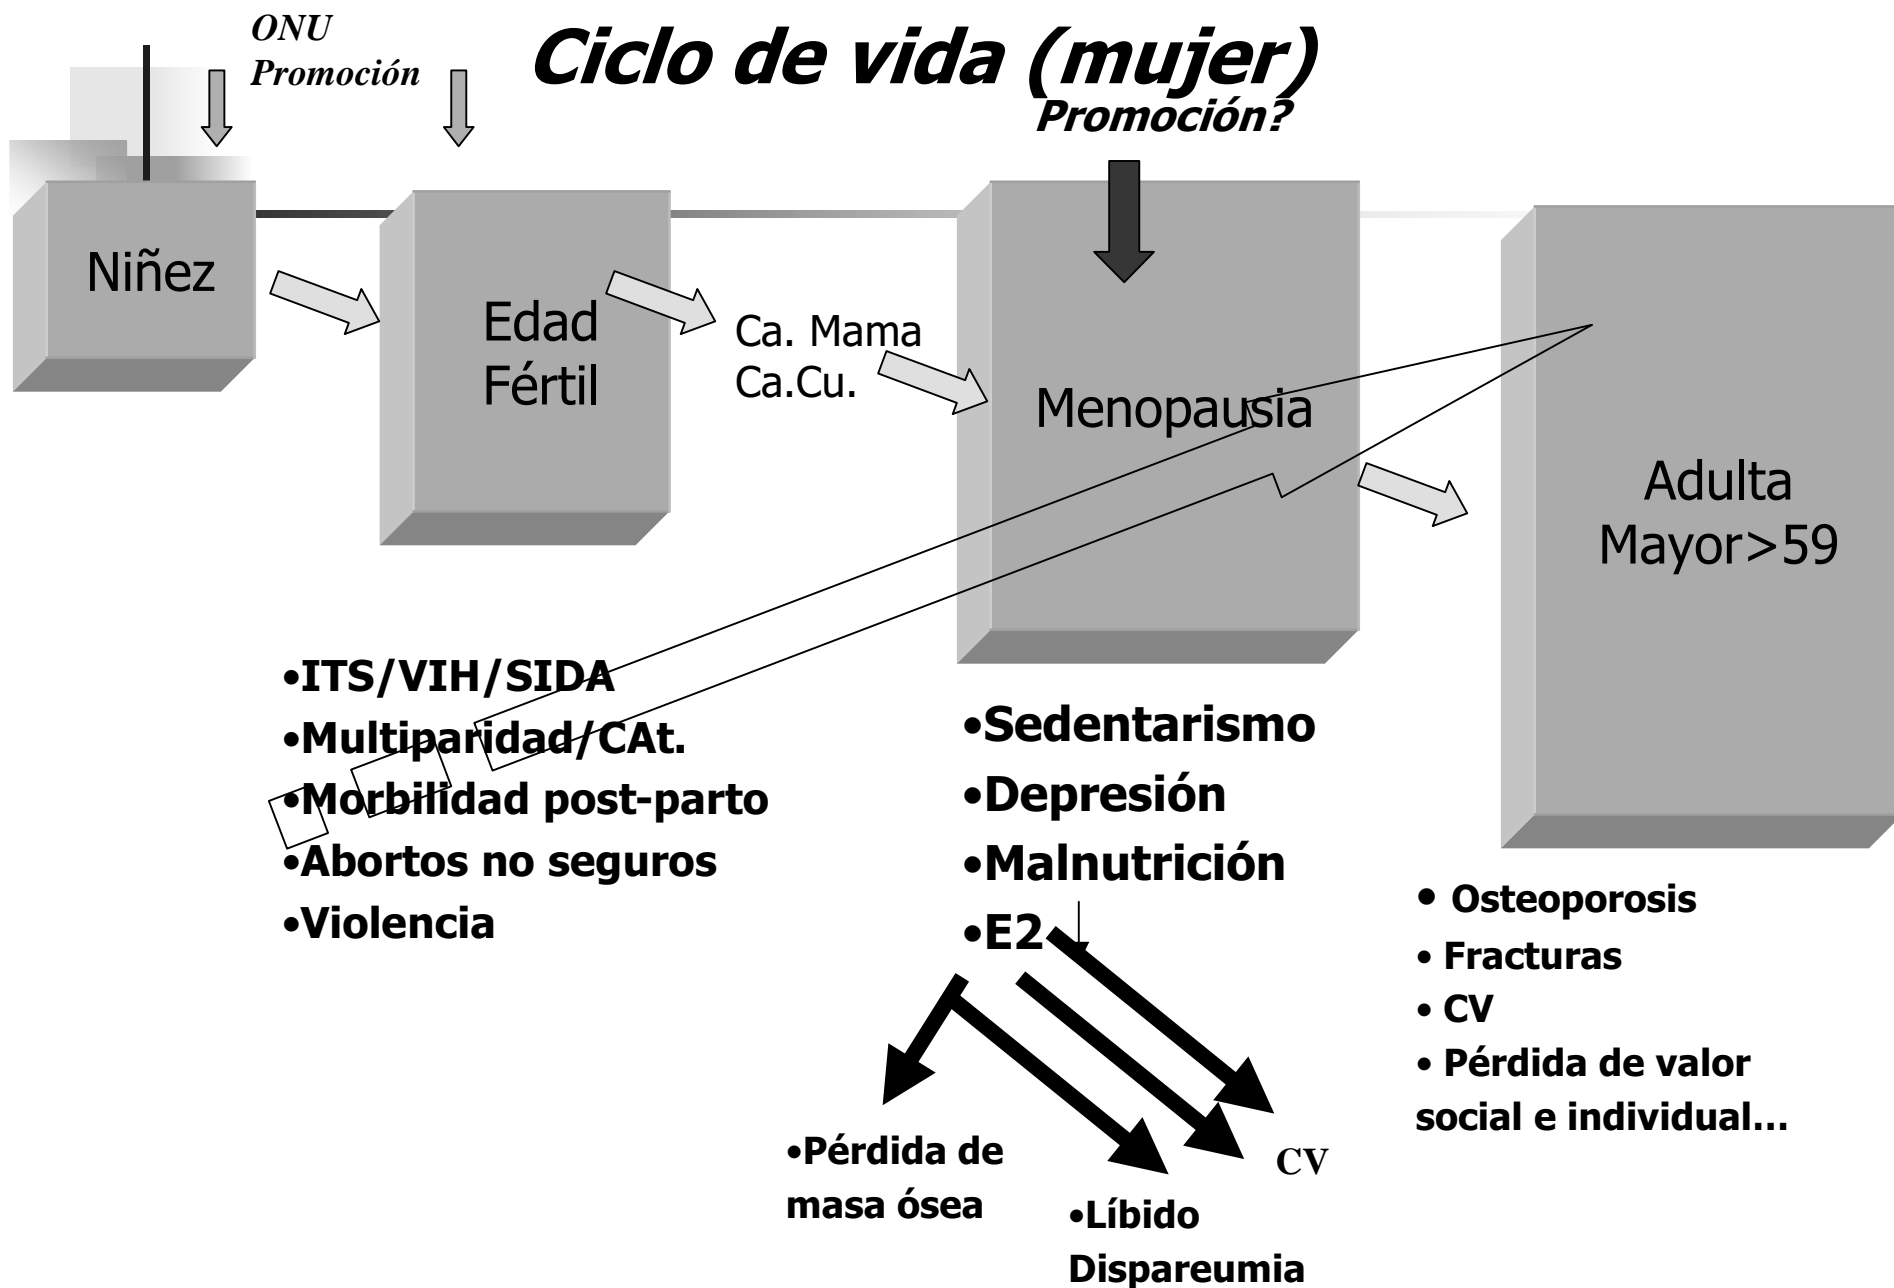 ONU
Promoción
Ciclo de vida (mujer)
Promoción?
Niñez
Edad
Fértil
Ca. Mama
Ca.Cu.
Menopausia
Adulta
Mayor>59
•ITS/VIH/SIDA
•Multiparidad/CAt.
•Morbilidad post-parto
•Abortos no seguros
•Violencia
•Sedentarismo
•Depresión
•Malnutrición
•E2
•Pérdida de
masa ósea
•Líbido
Dispareumia
CV
• Osteoporosis
• Fracturas
• CV
• Pérdida de valor
social e individual...